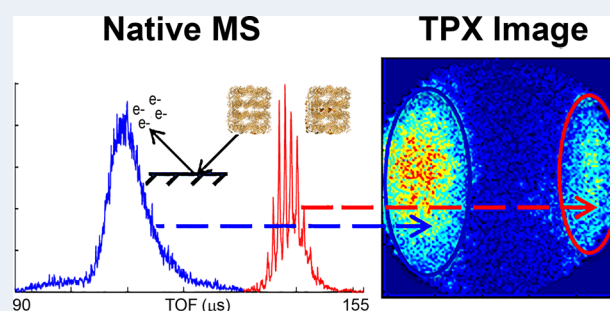 Native MS
TPX Image
e-
e-
e-
e-
90
TOF (μs)
155